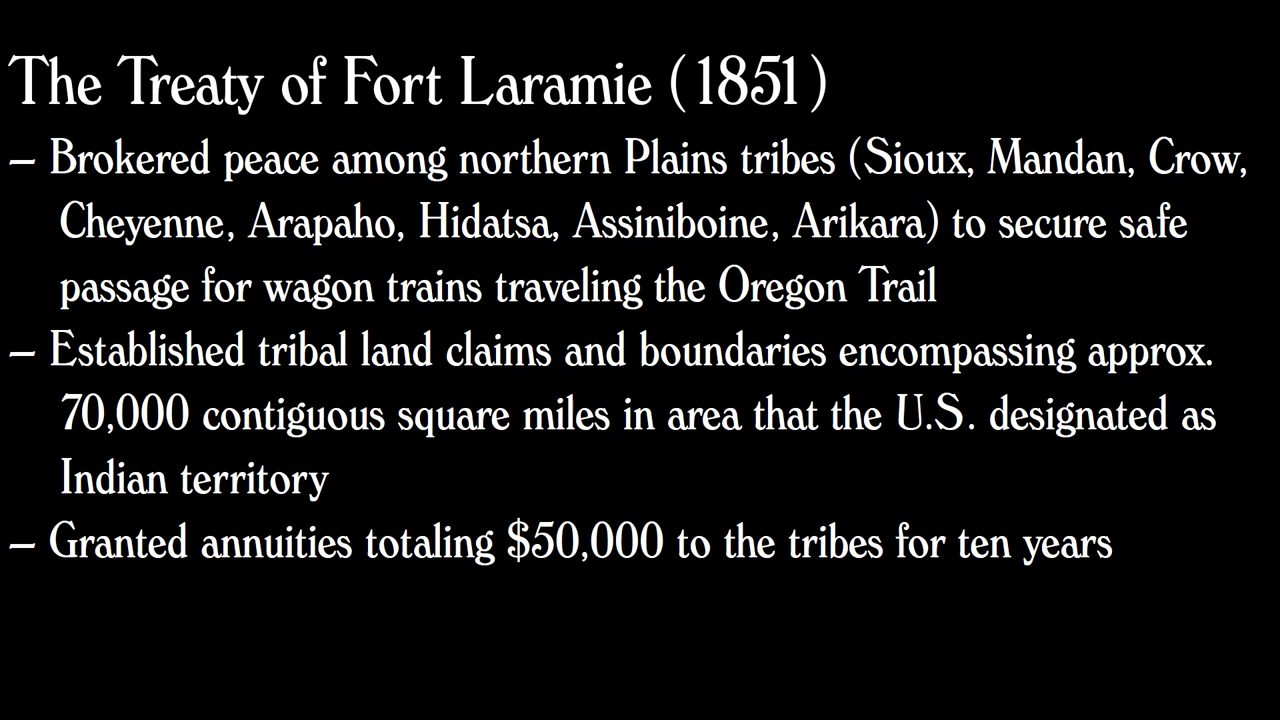 The Treaty of Fort Laramie (1851)
– Brokered peace among northern Plains tribes (Sioux, Mandan, Crow,
Cheyenne, Arapaho, Hidatsa, Assiniboine, Arikara) to secure safe
passage for wagon trains traveling the Oregon Trail
– Established tribal land claims and boundaries encompassing approx.
70,000 contiguous square miles in area that the U.S. designated as
Indian territory
– Granted annuities totaling $50,000 to the tribes for ten years